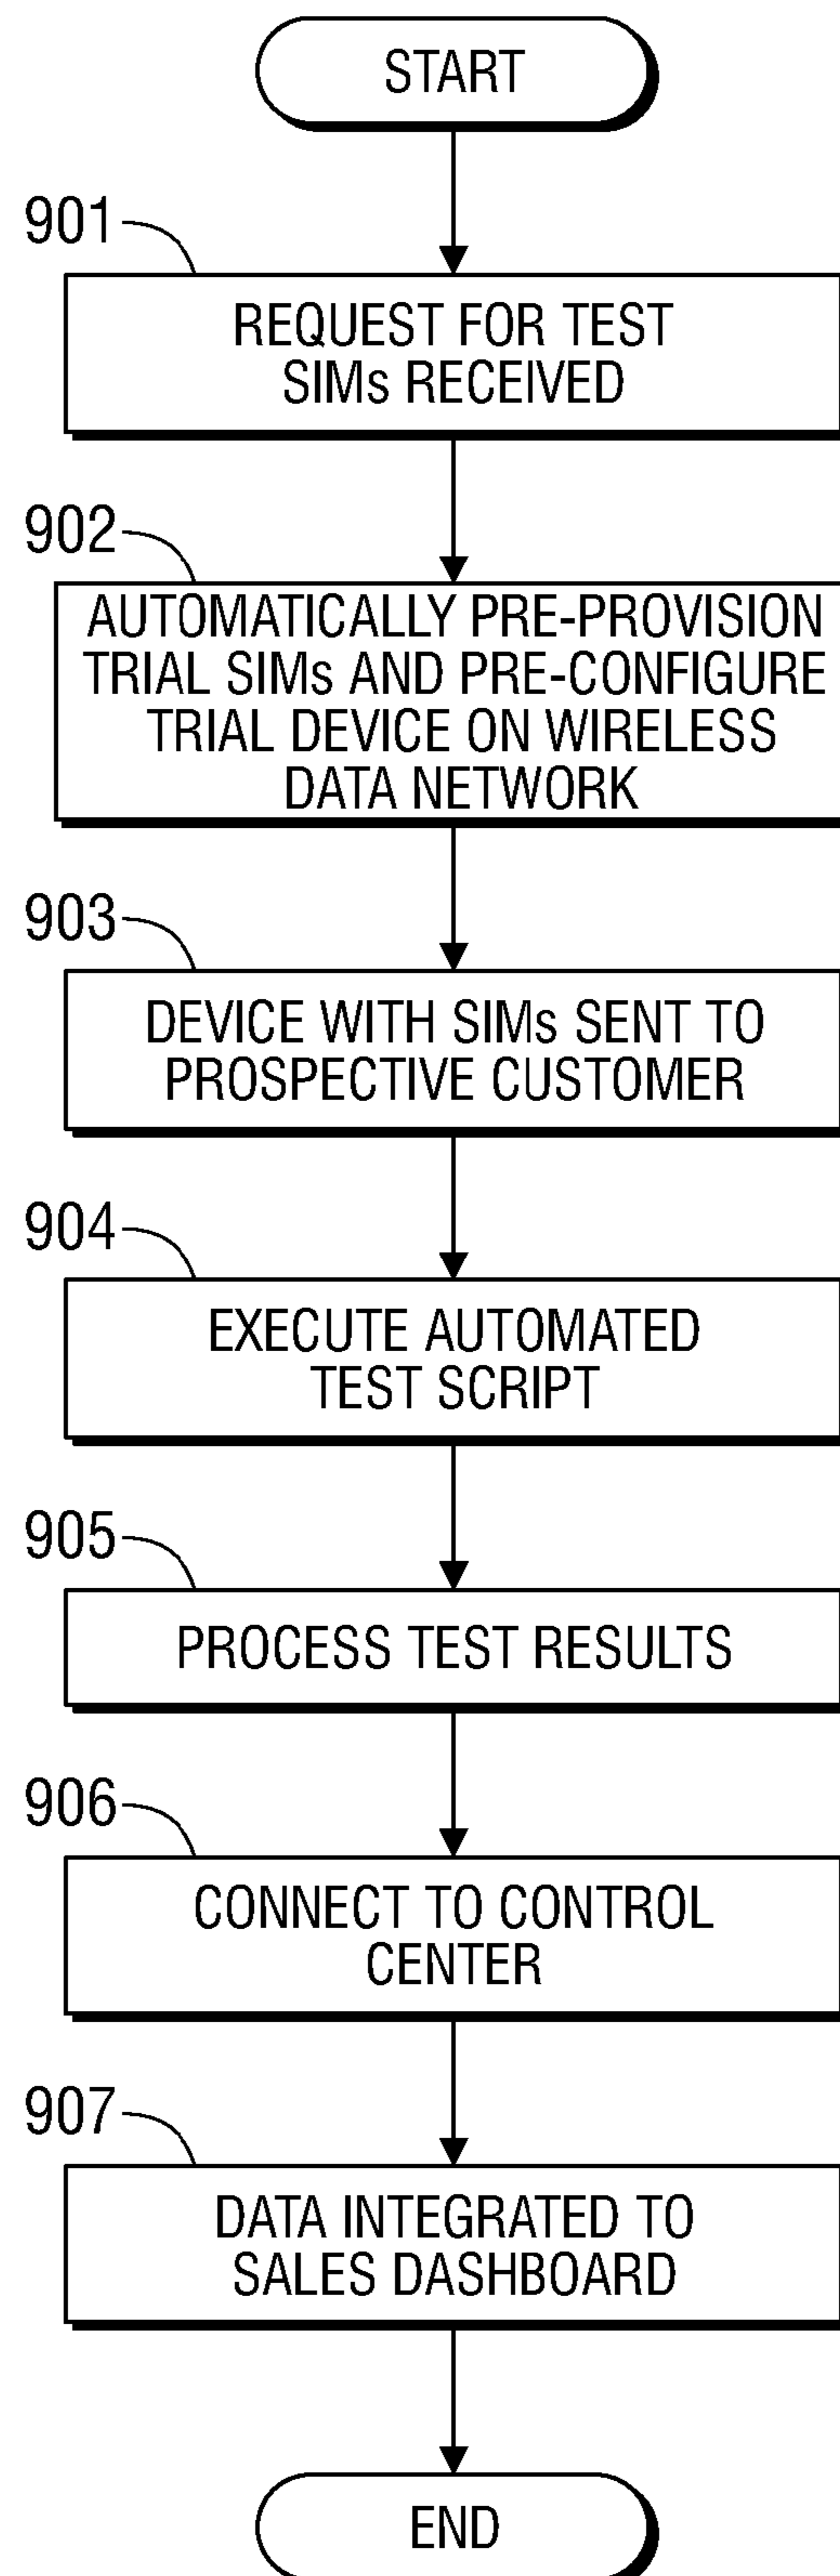 START
901
REQUEST FOR TEST
SIMs RECEIVED
902
AUTOMATICALLY PRE-PROVISION
TRIAL SIMs AND PRE-CONFIGURE
TRIAL DEVICE ON WIRELESS
DATA NETWORK
903
DEVICE WITH SIMs SENT TO
PROSPECTIVE CUSTOMER
904
EXECUTE AUTOMATED
TEST SCRIPT
905
PROCESS TEST RESULTS
906
CONNECT TO CONTROL
CENTER
907
DATA INTEGRATED TO
SALES DASHBOARD
END